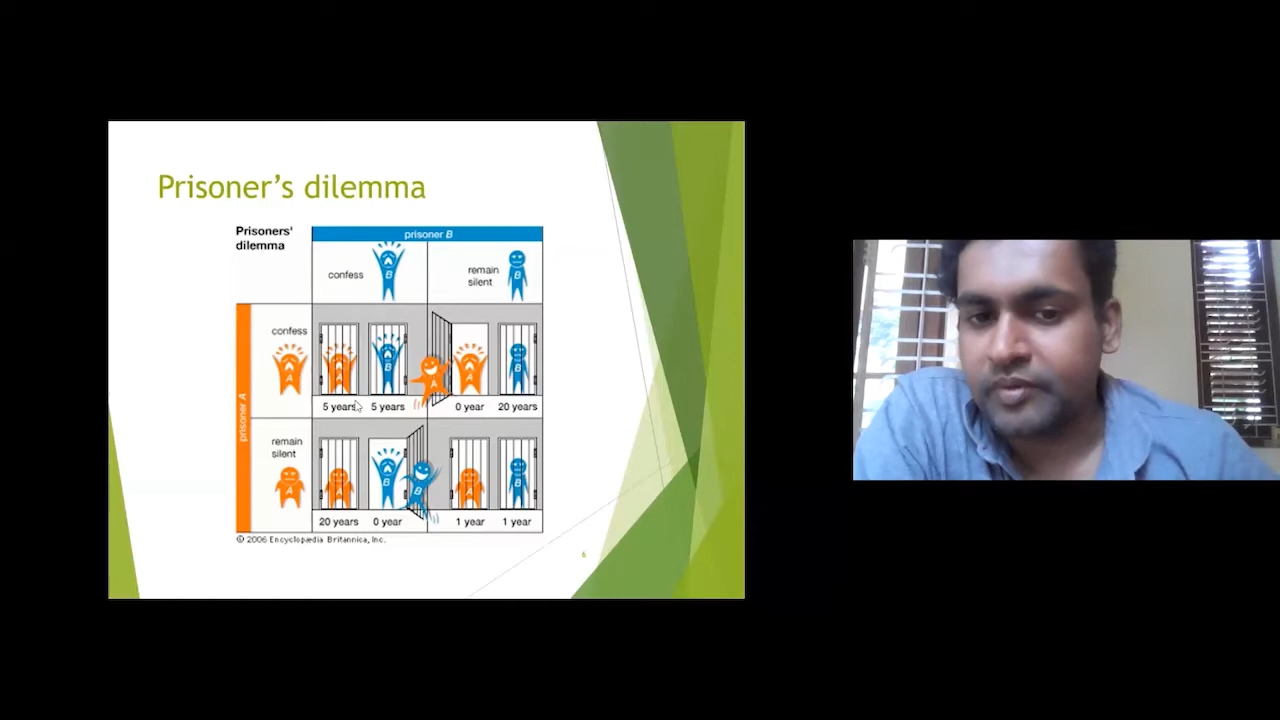 Prisoner’s dilemma
Prisoners'
dilemma
prisoner B
confess
B
remain
silent
B
prisoner A
confess
A
A
B
A
A
B
5 years
5 years
0 year
20 years
remain
silent
A
A
B
B
A
B
20 years
0 year
1 year
1 year
© 2006 Encyclopædia Britannica, Inc.
6